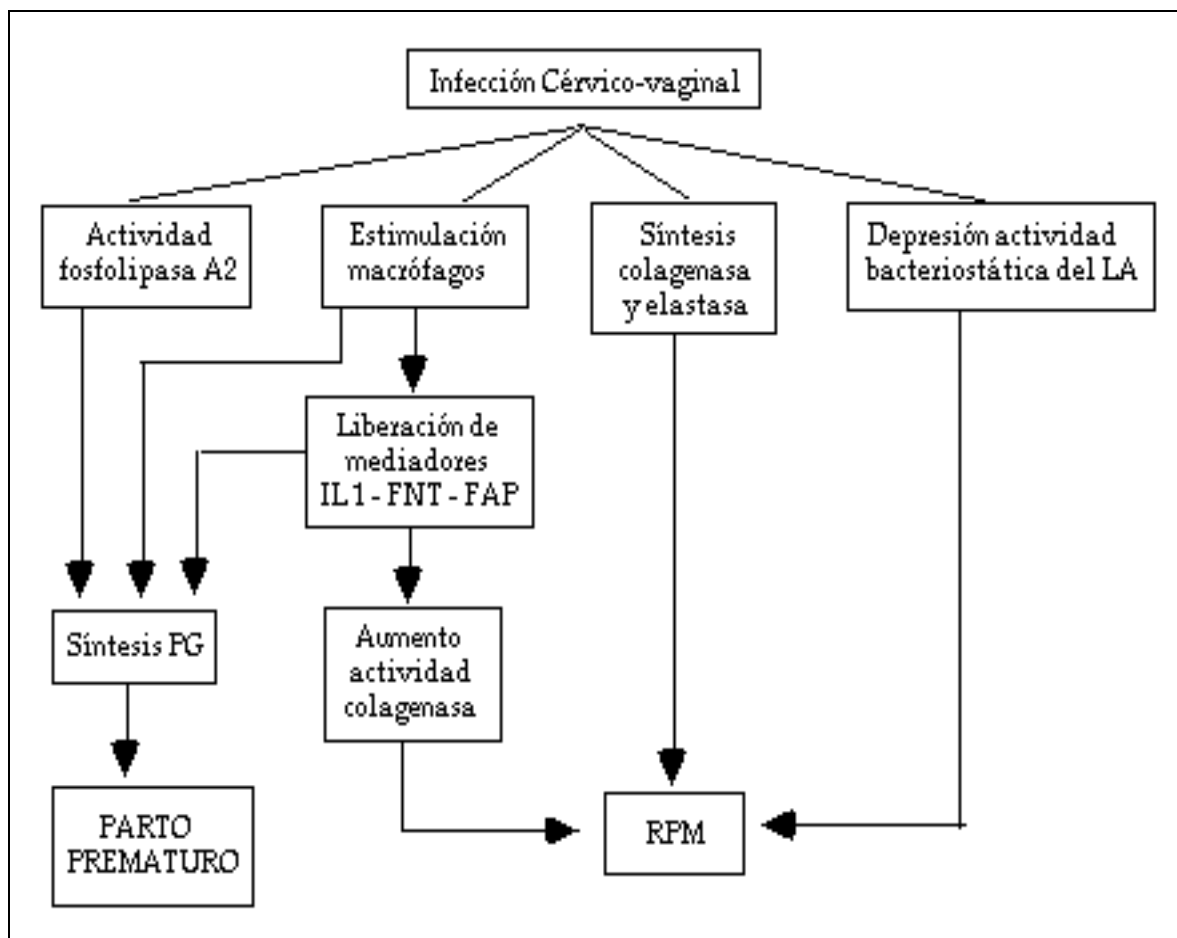 Infección Cérvico-vaginal
Actividad
fosfolipasa A2
Estimulación
macrófagos
Síntesis
colagenasa
y elastasa
Depresión actividad
bacteriostática del LA
Liberación de
mediadores
IL1 - FNT - FAP
Síntesis PG
Aumento
actividad
colagenasa
PARTO
PREMATURO
RPM